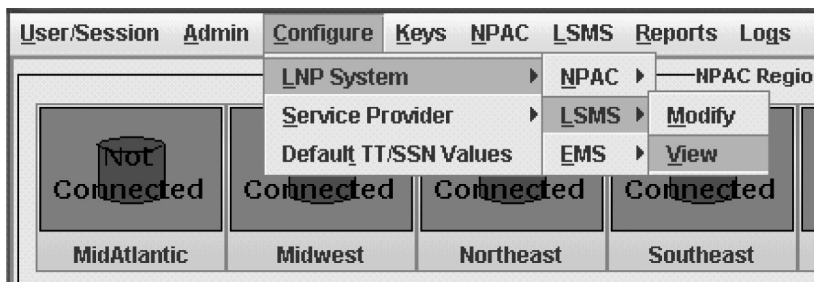 User/Session Admin Configure Keys NPAC LSMS Reports Logs
LNP System NPAC NPAC Regio
Service Provider LSMS Modify
Default TT/SSN Values EMS View
Not
Connected Connected Connected Connected
MidAtlantic Midwest Northeast Southeast